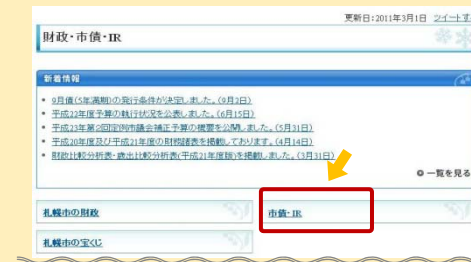 更新日:2011年3月1日 ツイートす
財政・市債・IR
新着情報
9月債(5年満期)の発行条件が決定しました。(9月2日)
平成22年度予算の執行状況を公表しました。(6月15日)
平成23年第2回定例市議会補正予算の概要を公開しました。(5月31日)
平成20年度及び平成21年度の財務諸表を掲載しております。(4月14日)
財政比較分析表・歳出比較分析表(平成21年度版)を掲載しました。(3月31日)
一覧を見る
札幌市の財政
市債・IR
札幌市の宝くじ